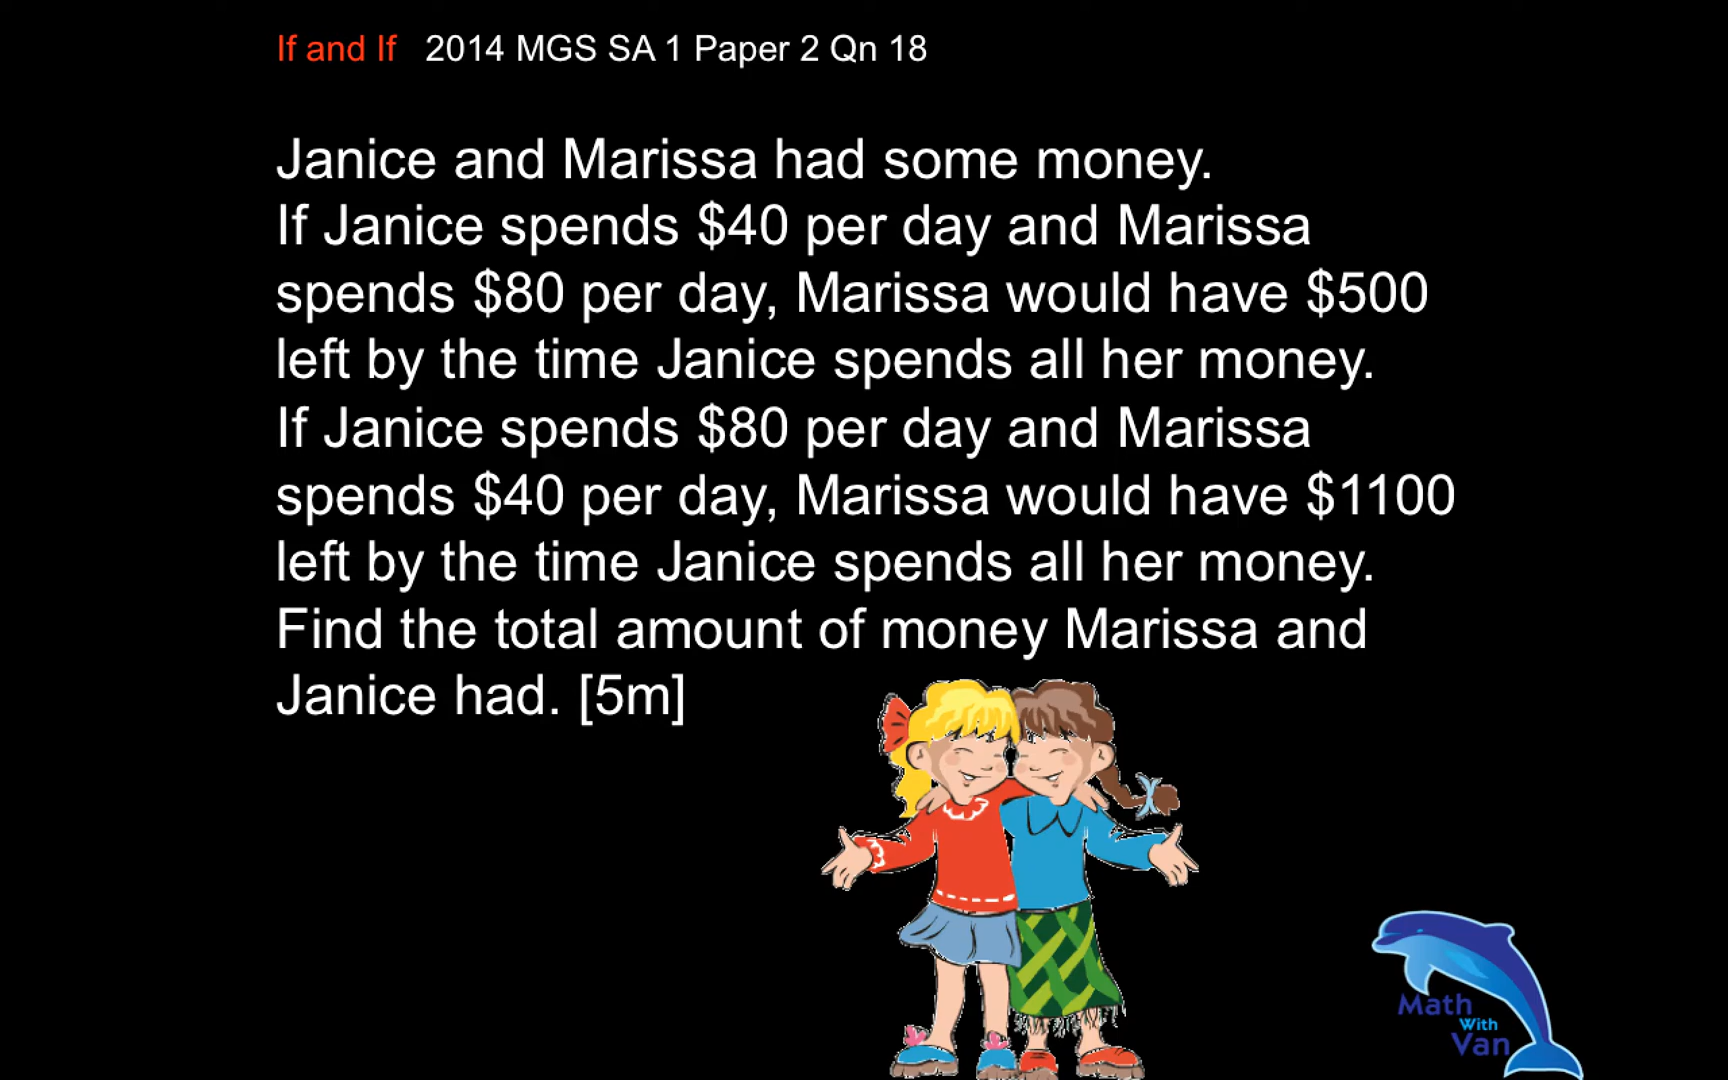 If and If 2014 MGS SA 1 Paper 2 Qn 18
Janice and Marissa had some money.
If Janice spends $40 per day and Marissa
spends $80 per day, Marissa would have $500
left by the time Janice spends all her money.
If Janice spends $80 per day and Marissa
spends $40 per day, Marissa would have $1100
left by the time Janice spends all her money.
Find the total amount of money Marissa and
Janice had. [5m]
Math
With
Van